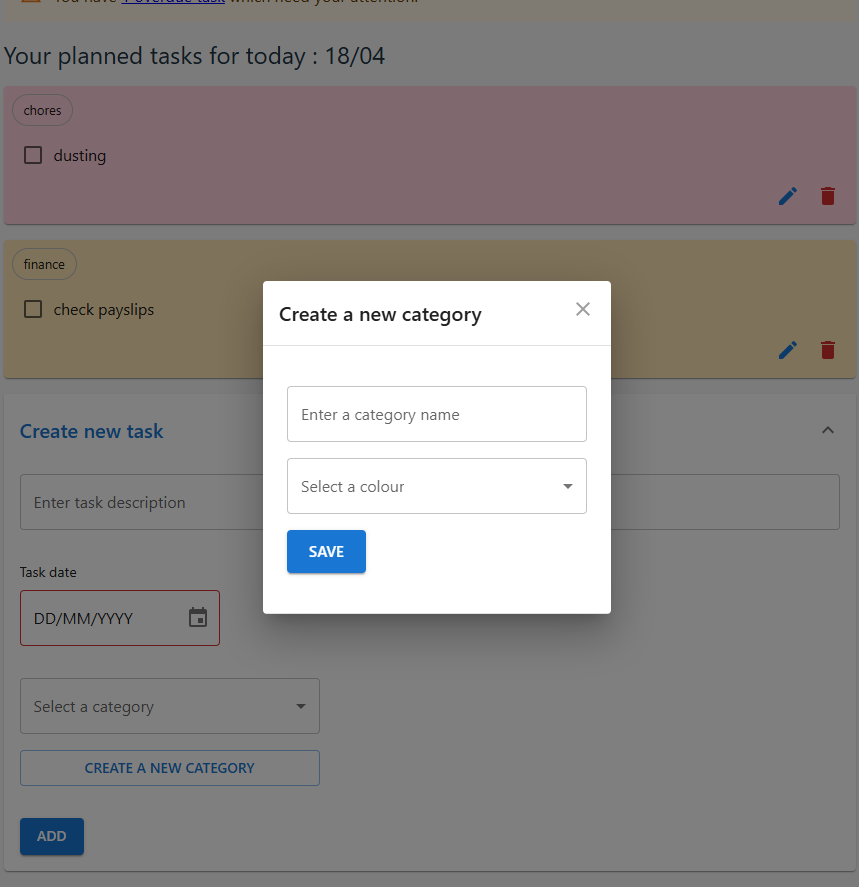 You have 1 overdue task which need your attention.
Your planned tasks for today : 18/04
chores
dusting
finance
check payslips
Create a new category
Enter a category name
Select a colour
SAVE
Create new task
Enter task description
Task date
DD/MM/YYYY
Select a category
CREATE A NEW CATEGORY
ADD